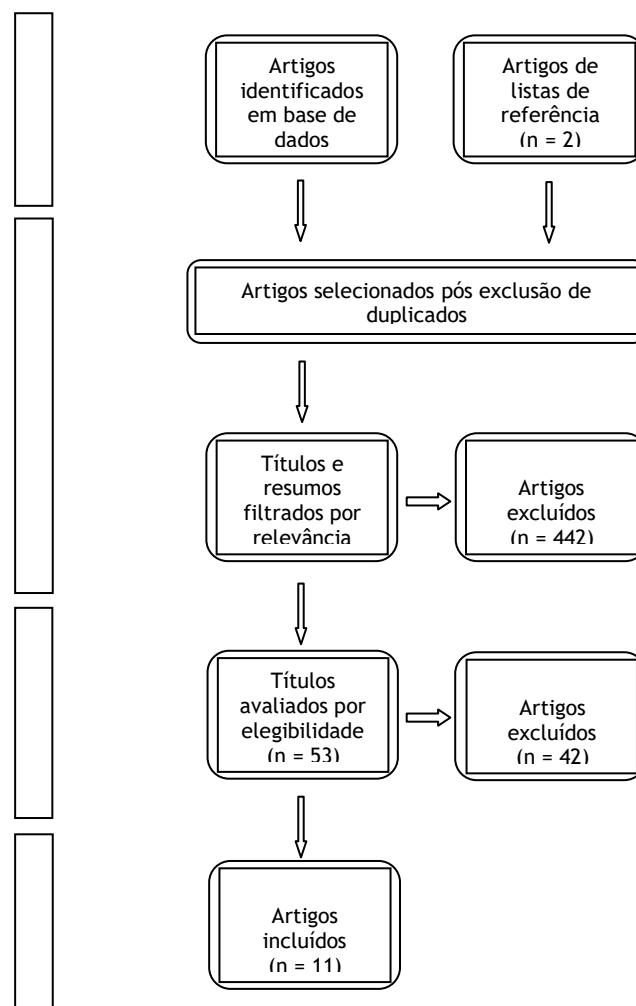 Artigos
identificados
em base de
dados
Artigos de
listas de
referência
(n = 2)
Artigos selecionados pós exclusão de
duplicados
Títulos e
resumos
filtrados por
relevância
Artigos
excluídos
(n = 442)
Títulos
avaliados por
elegibilidade
(n = 53)
Artigos
excluídos
(n = 42)
Artigos
incluídos
(n = 11)